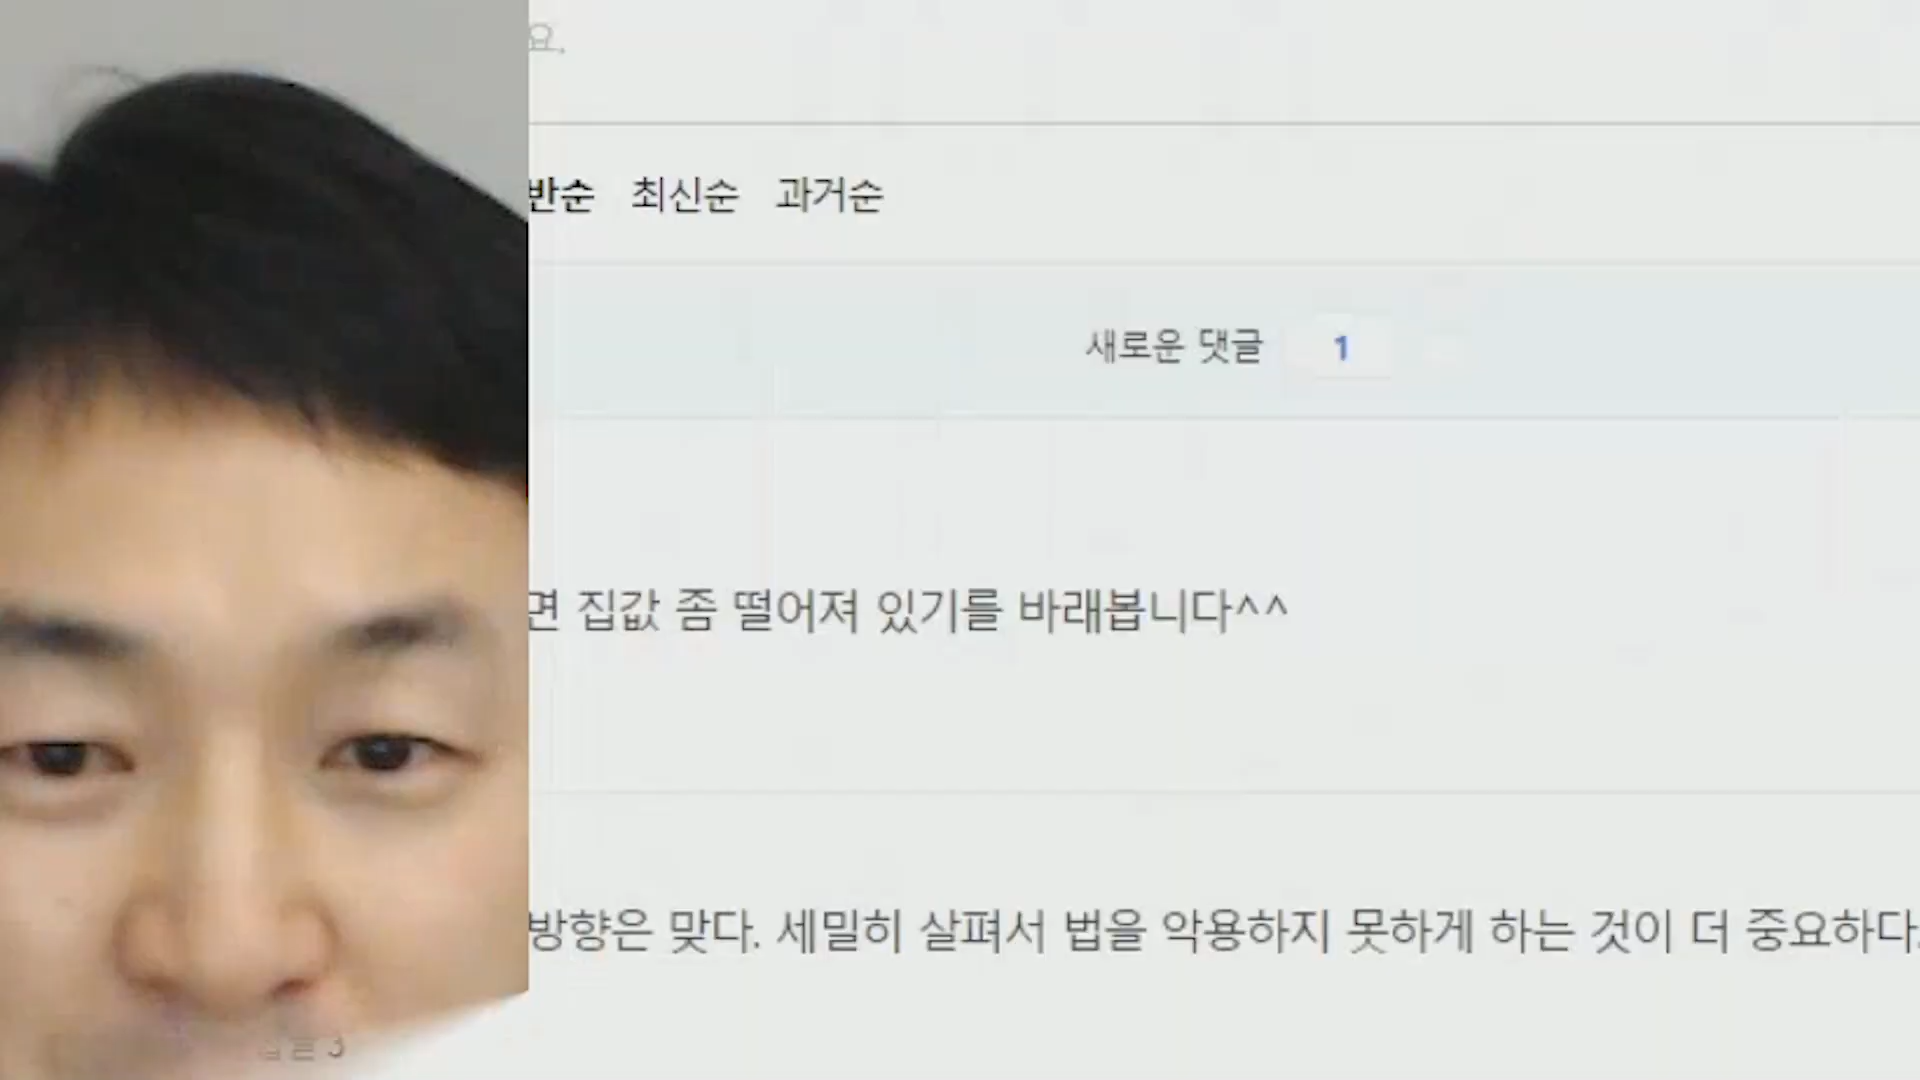 요.
반순 최신순 과거순
새로운 댓글 1
면 집값 좀 떨어져 있기를 바래봅니다^^
방향은 맞다. 세밀히 살펴서 법을 악용하지 못하게 하는 것이 더 중요하다.
3